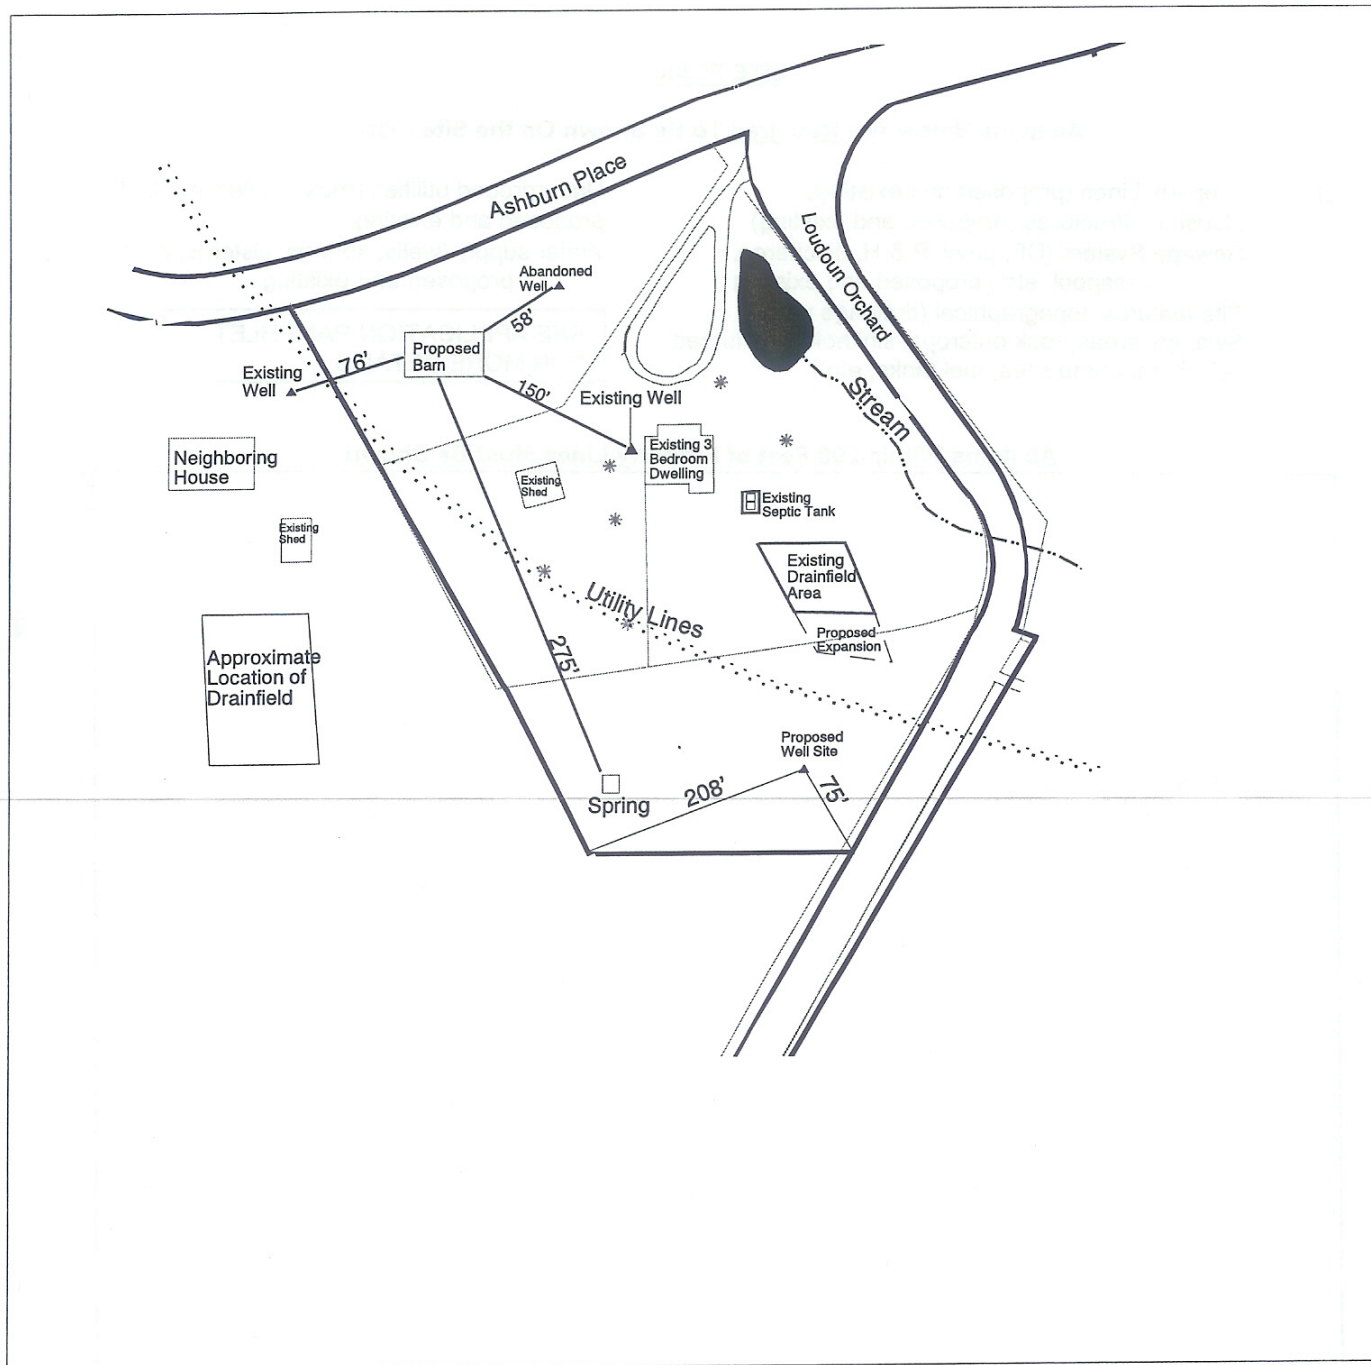 Ashburn Place
Loudoun Orchard
Abandoned
Well
58'
Proposed
Barn
76'
Existing
Well
150'
Existing Well
Stream
Neighboring
House
Existing 3
Bedroom
Dwelling
Existing
Shed
Existing
Septic Tank
Existing
Shed
Existing
Drainfield
Area
Utility Lines
Proposed
Expansion
275'
Approximate
Location of
Drainfield
Proposed
Well Site
208'
75'
Spring